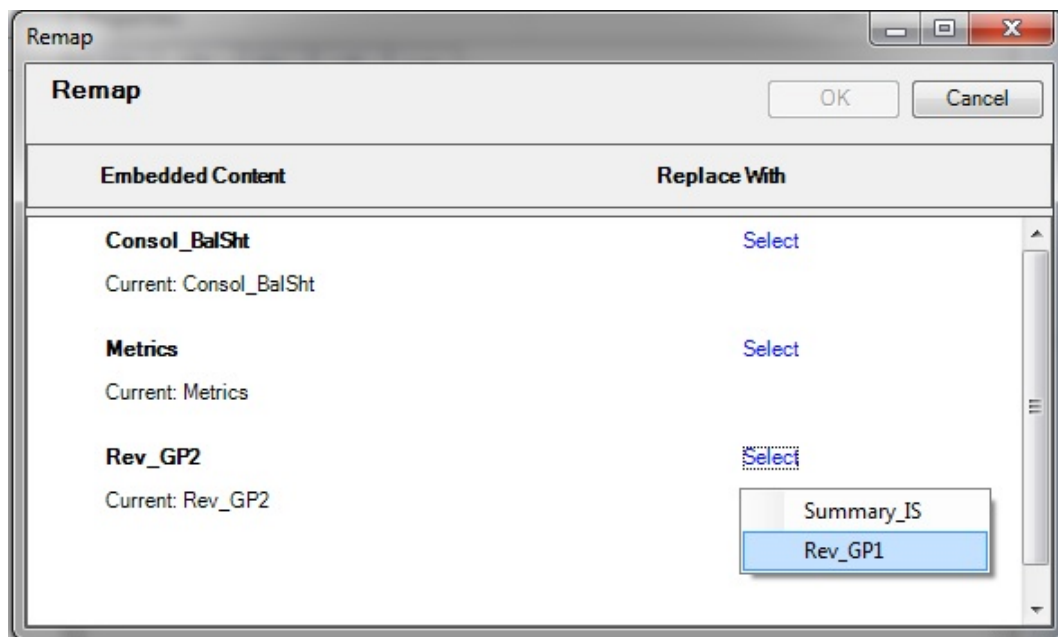 Remap
Remap
OK Cancel
Embedded Content Replace With
Consol_BalSht Select
Current: Consol_BalSht
Metrics Select
Current: Metrics
Rev_GP2 Select
Current: Rev_GP2
Summary_IS
Rev_GP1